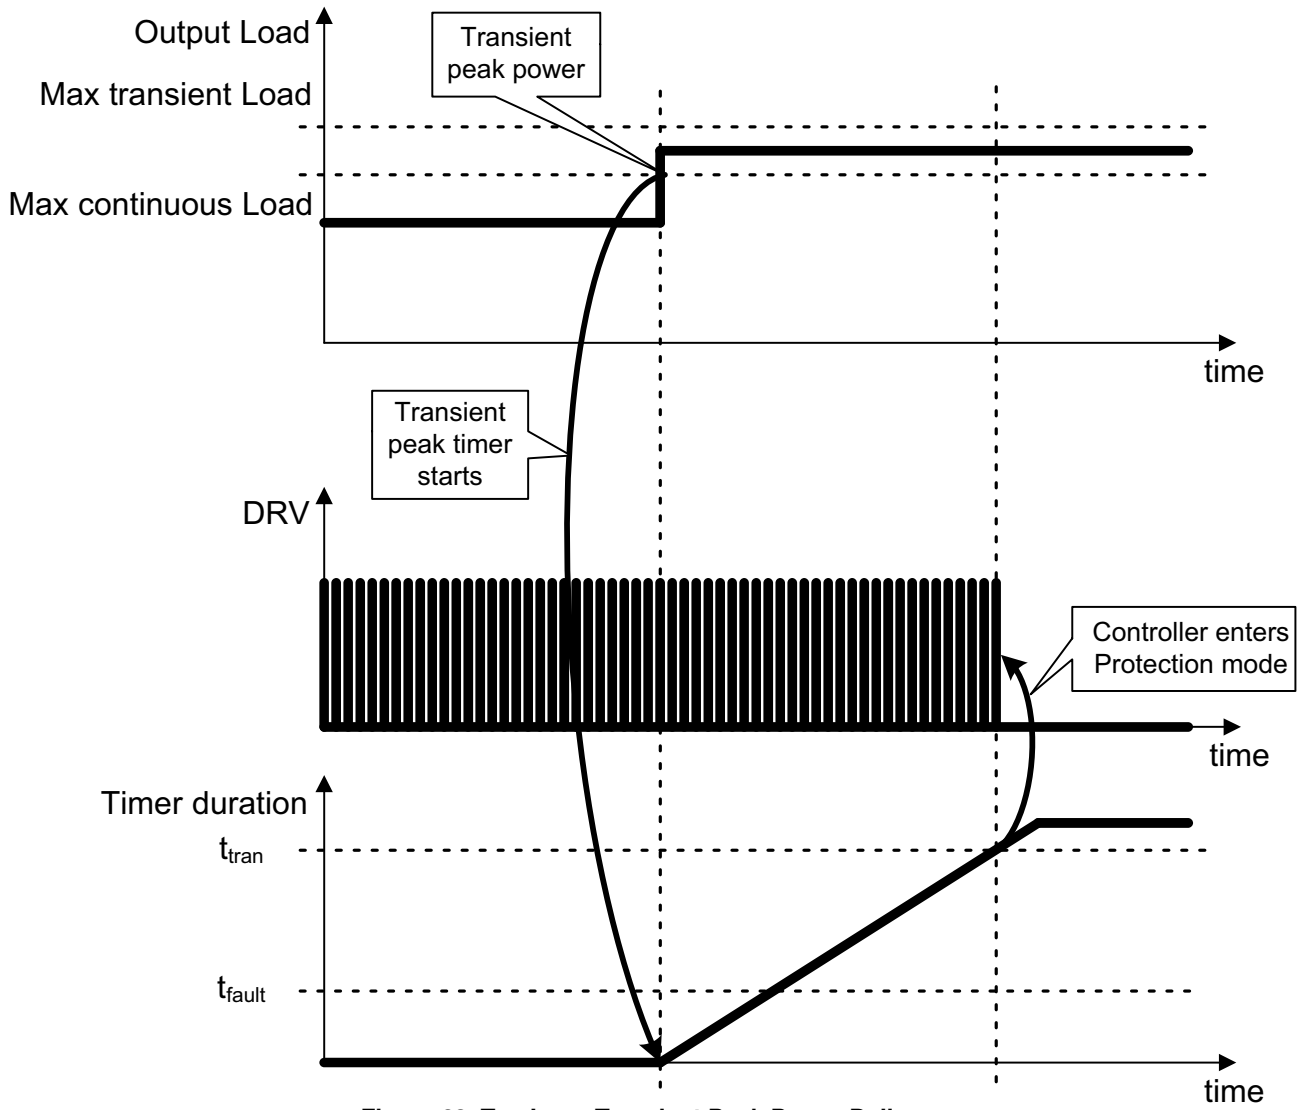 Output Load
Transient
peak power
Max transient Load
Max continuous Load
time
Transient
peak timer
starts
DRV
Controller enters
Protection mode
time
Timer duration
ttran
tfault
time